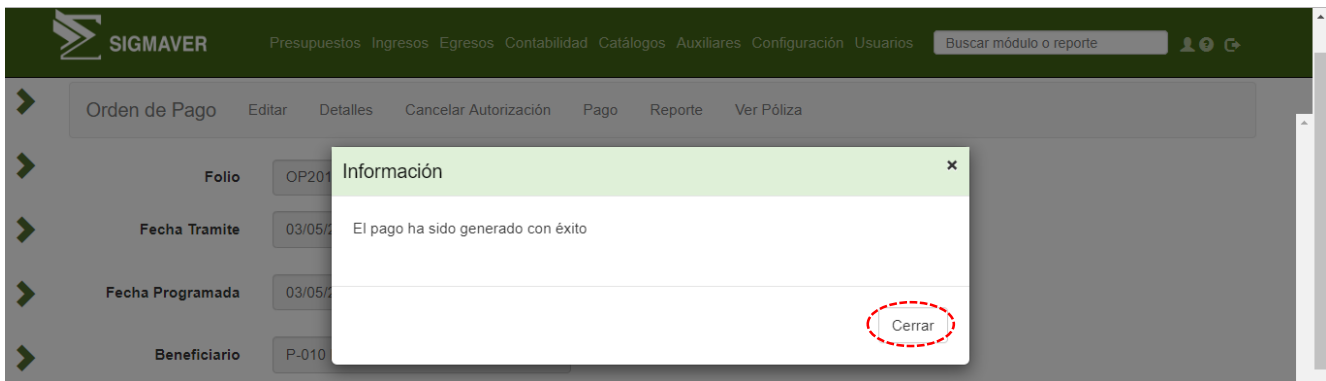 SIGMAVER Presupuestos Ingresos Egresos Contabilidad Catálogos Auxiliares Configuración Usuarios Buscar módulo o reporte
Orden de Pago Editar Detalles Cancelar Autorización Pago Reporte Ver Póliza
Información ×
Folio OP201
Fecha Tramite 03/05/2
El pago ha sido generado con éxito
Fecha Programada 03/05/2
Cerrar
Beneficiario P-010